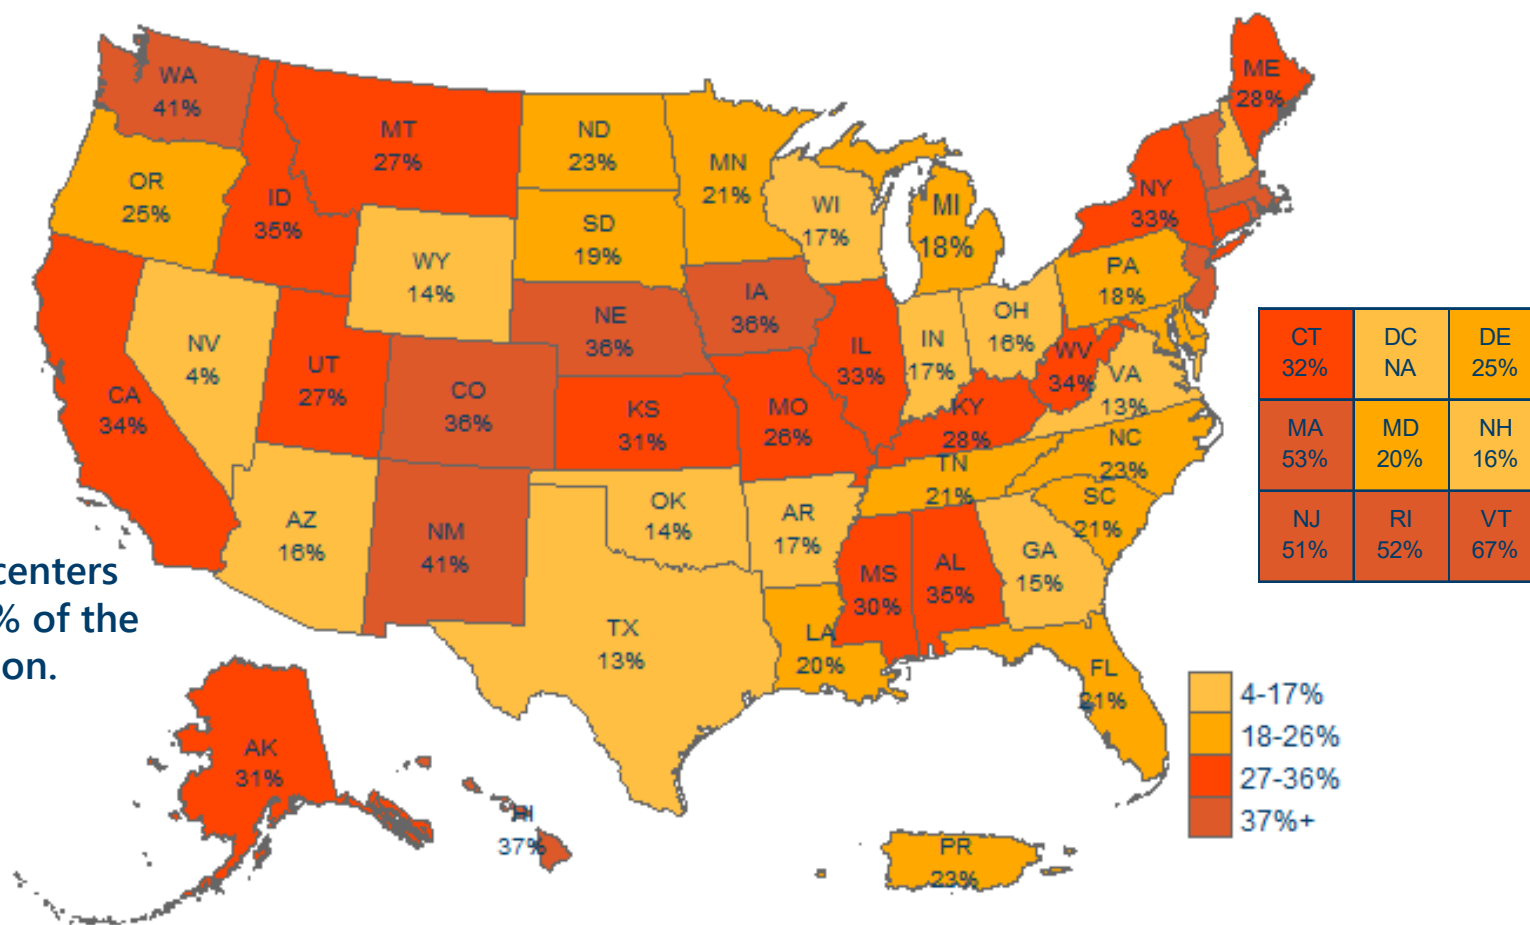 WA
41%
MT
27%
ND
23%
MN
21%
ME
28%
OR
25%
ID
35%
SD
19%
WI
17%
MI
18%
NY
33%
WY
14%
PA
18%
IA
36%
NE
36%
OH
16%
IN
17%
IL
33%
WV
34%
VA
13%
NV
4%
UT
27%
CO
36%
KS
31%
MO
26%
KY
28%
CA
34%
NC
23%
TN
21%
SC
21%
AZ
16%
NM
41%
OK
14%
AR
17%
MS
30%
AL
35%
GA
15%
TX
13%
LA
20%
FL
21%
AK
31%
HI
37%
PR
23%
CT
32%
DC
NA
DE
25%
MA
53%
MD
20%
NH
16%
NJ
51%
RI
52%
VT
67%
centers
% of the
on.
4-17%
18-26%
27-36%
37%+